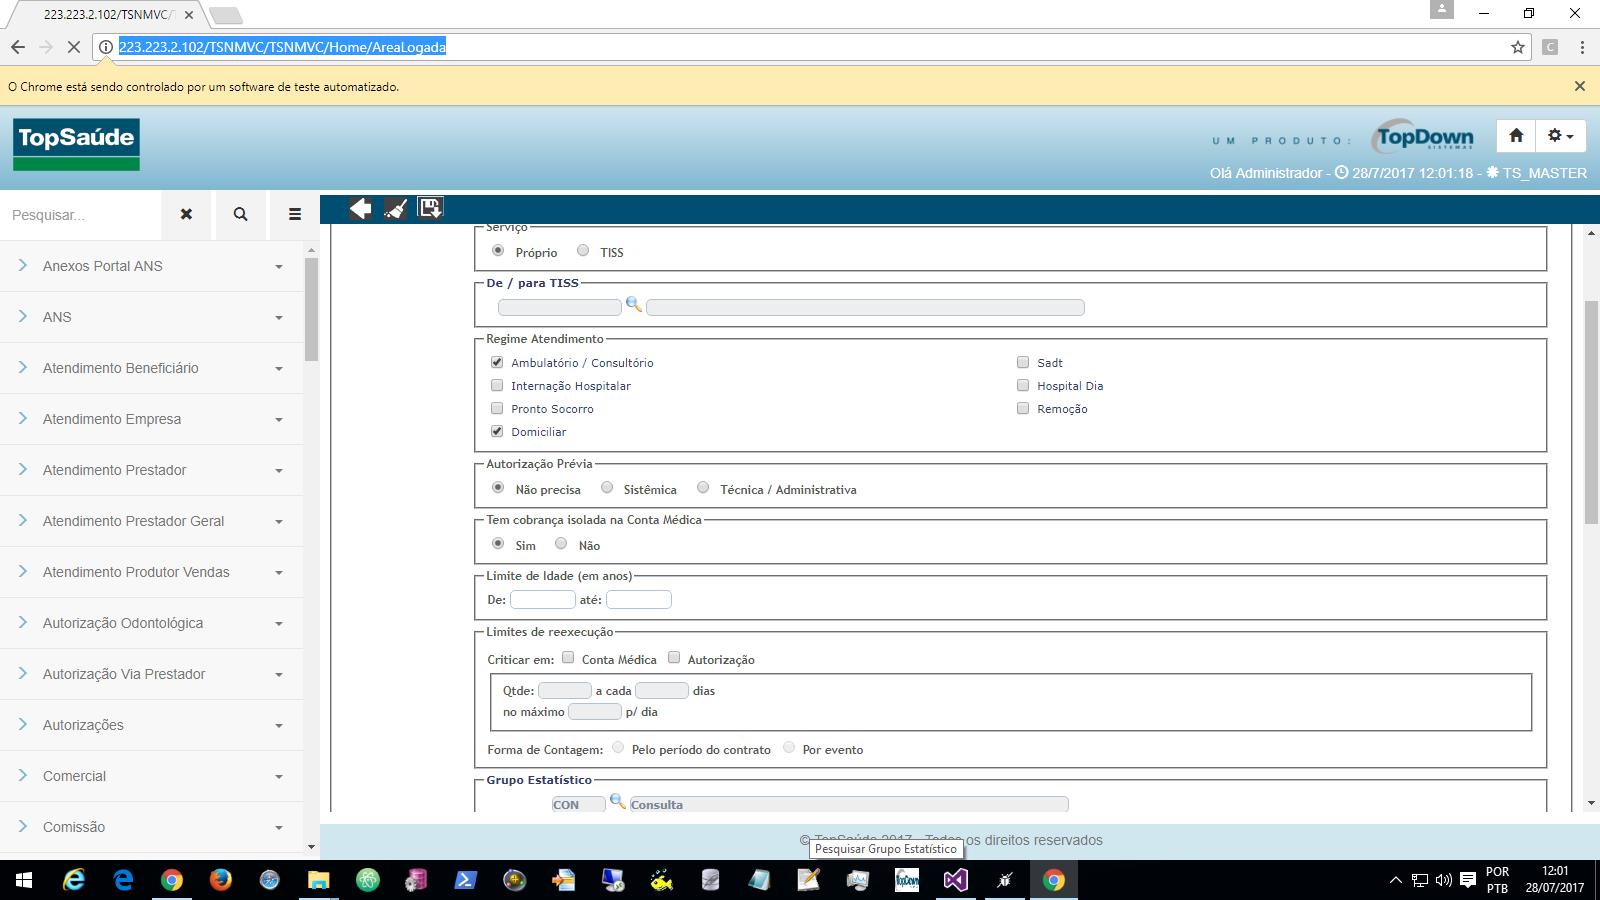 223.223.2.102/TSNMVC/T
223.223.2.102/TSNMVC/TSNMVC/Home/AreaLogada
C
O Chrome está sendo controlado por um software de teste automatizado.
TopSaúde
UM PRODUTO:
TopDown
SISTEMAS
Olá Administrador - 28/7/2017 12:01:18 - TS_MASTER
Pesquisar...
Anexos Portal ANS
ANS
Atendimento Beneficiário
Atendimento Empresa
Atendimento Prestador
Atendimento Prestador Geral
Atendimento Produtor Vendas
Autorização Odontológica
Autorização Via Prestador
Autorizações
Comercial
Comissão
Serviço
Próprio TISS
De / para TISS
Regime Atendimento
Ambulatório / Consultório Sadt
Internação Hospitalar Hospital Dia
Pronto Socorro Remoção
Domiciliar
Autorização Prévia
Não precisa Sistêmica Técnica / Administrativa
Tem cobrança isolada na Conta Médica
Sim Não
Limite de Idade (em anos)
De: até:
Limites de reexecução
Criticar em: Conta Médica Autorização
Qtde: a cada dias
no máximo p/ dia
Forma de Contagem: Pelo período do contrato Por evento
Grupo Estatístico
CON Consulta
© TopSaúde 2017 - Todos os direitos reservados
Pesquisar Grupo Estatístico
TopDown
POR
PTB
12:01
28/07/2017